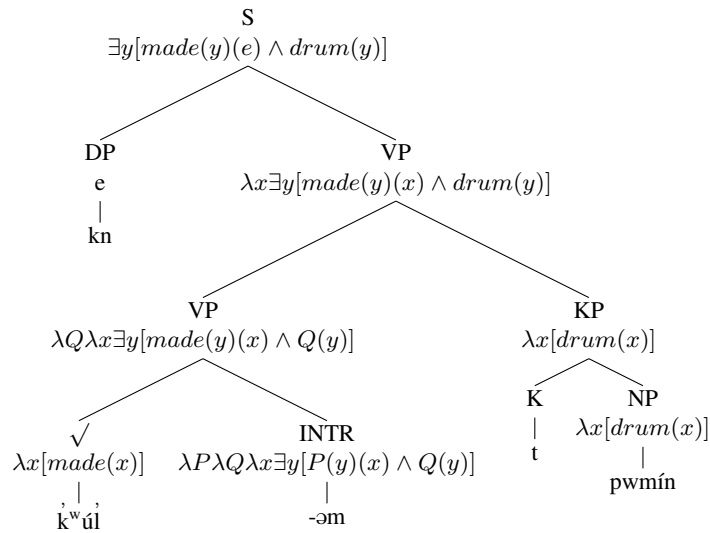 S
∃y[made(y)(e) ∧ drum(y)]
DP VP
e λx∃y[made(y)(x) ∧ drum(y)]
kn
VP KP
λQλx∃y[made(y)(x) ∧ Q(y)] λx[drum(x)]
K NP
√ INTR t λx[drum(x)]
λx[made(x)] λPλQλx∃y[P(y)(x) ∧ Q(y)] pwmín
k̓ʷúl̓ -əm